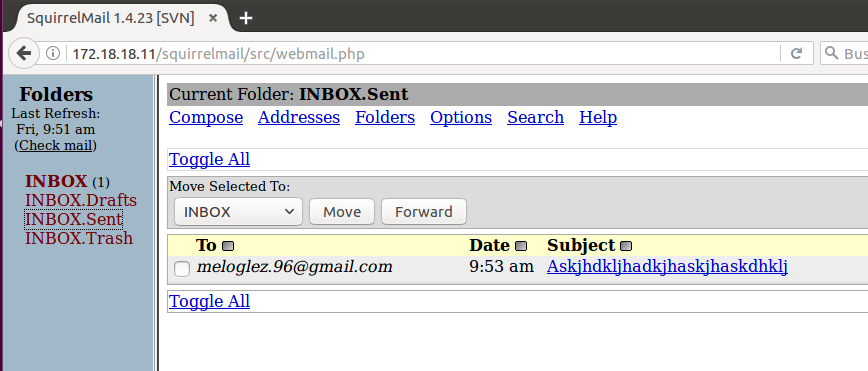 SquirrelMail 1.4.23 [SVN]
172.18.18.11/squirrelmail/src/webmail.php
Bus
Folders
Last Refresh:
Fri, 9:51 am
(Check mail)
INBOX (1)
INBOX.Drafts
INBOX.Sent
INBOX.Trash
Current Folder: INBOX.Sent
Compose Addresses Folders Options Search Help
Toggle All
Move Selected To:
INBOX Move Forward
To Date Subject
meloglez.96@gmail.com 9:53 am Askjhdkljhadkjhaskjhaskdhklj
Toggle All